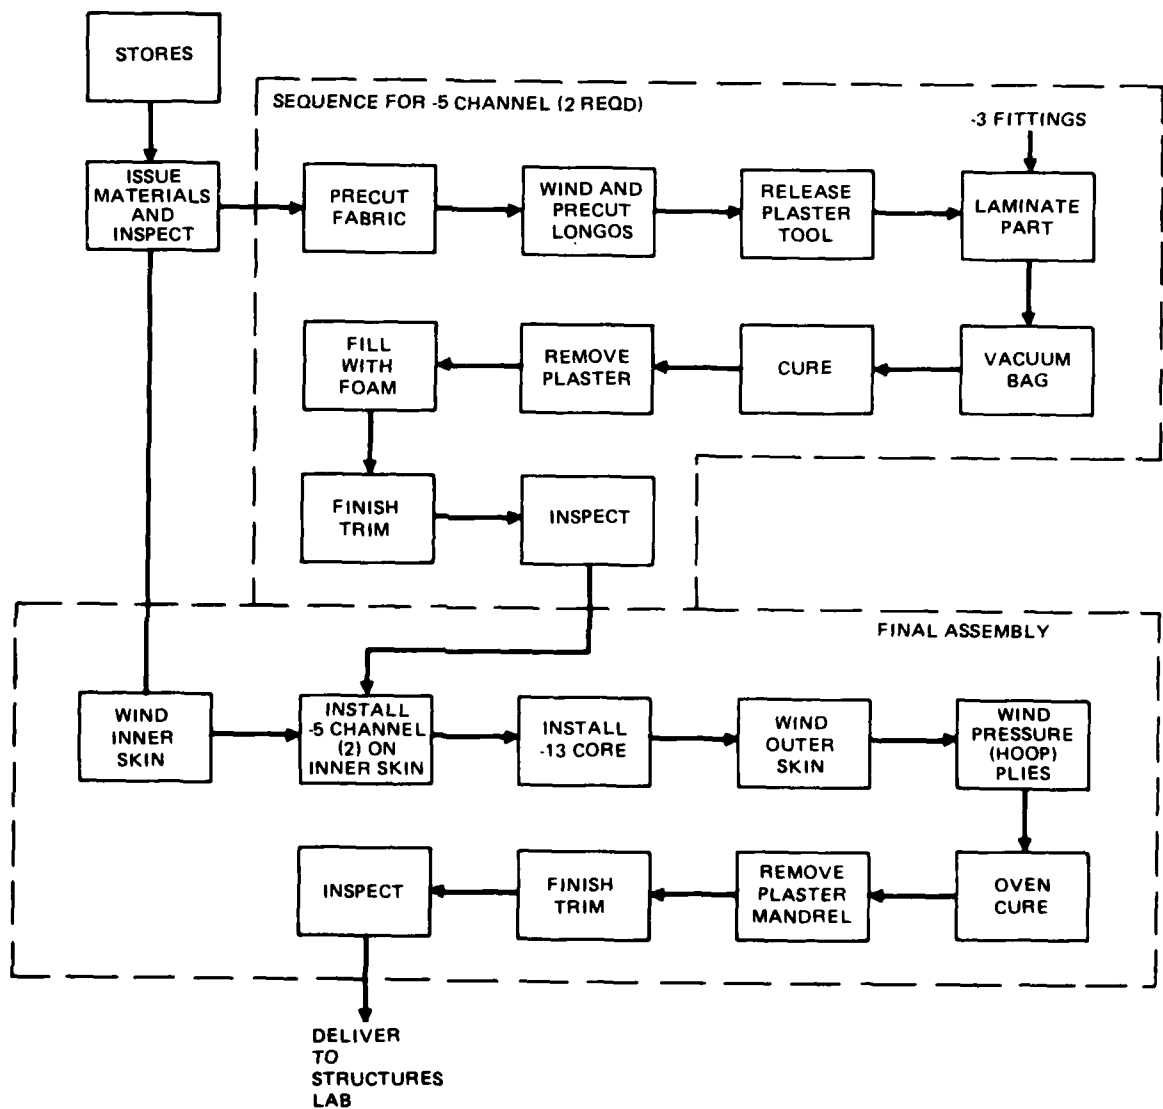 STORES
SEQUENCE FOR -5 CHANNEL (2 REQD)
-3 FITTINGS
ISSUE
MATERIALS
AND
INSPECT
PRECUT
FABRIC
WIND AND
PRECUT
LONGOS
RELEASE
PLASTER
TOOL
LAMINATE
PART
FILL
WITH
FOAM
REMOVE
PLASTER
CURE
VACUUM
BAG
FINISH
TRIM
INSPECT
FINAL ASSEMBLY
WIND
INNER
SKIN
INSTALL
-5 CHANNEL
(2) ON
INNER SKIN
INSTALL
-13 CORE
WIND
OUTER
SKIN
WIND
PRESSURE
(HOOP)
PLIES
INSPECT
FINISH
TRIM
REMOVE
PLASTER
MANDREL
OVEN
CURE
DELIVER
TO
STRUCTURES
LAB